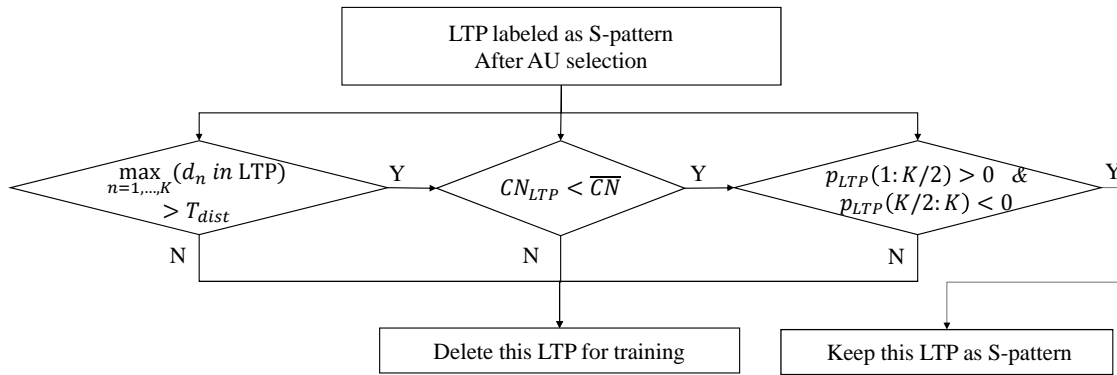 LTP labeled as S-pattern
After AU selection
max (d_n in LTP)
n=1,...,K
> T_dist
Y
CN_LTP < \overline{CN}
Y
p_LTP(1:K/2) > 0 &
p_LTP(K/2:K) < 0
Y
N
N
N
Delete this LTP for training
Keep this LTP as S-pattern